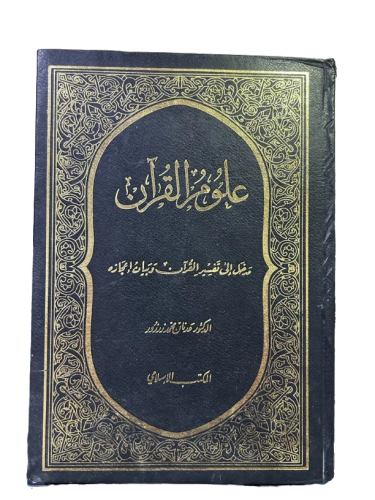 علوم القرآن
مدخل إلى تفسير القرآن وبيان إعجازه
الدكتور عدنان محمد زرزور
المكتب الإسلامي